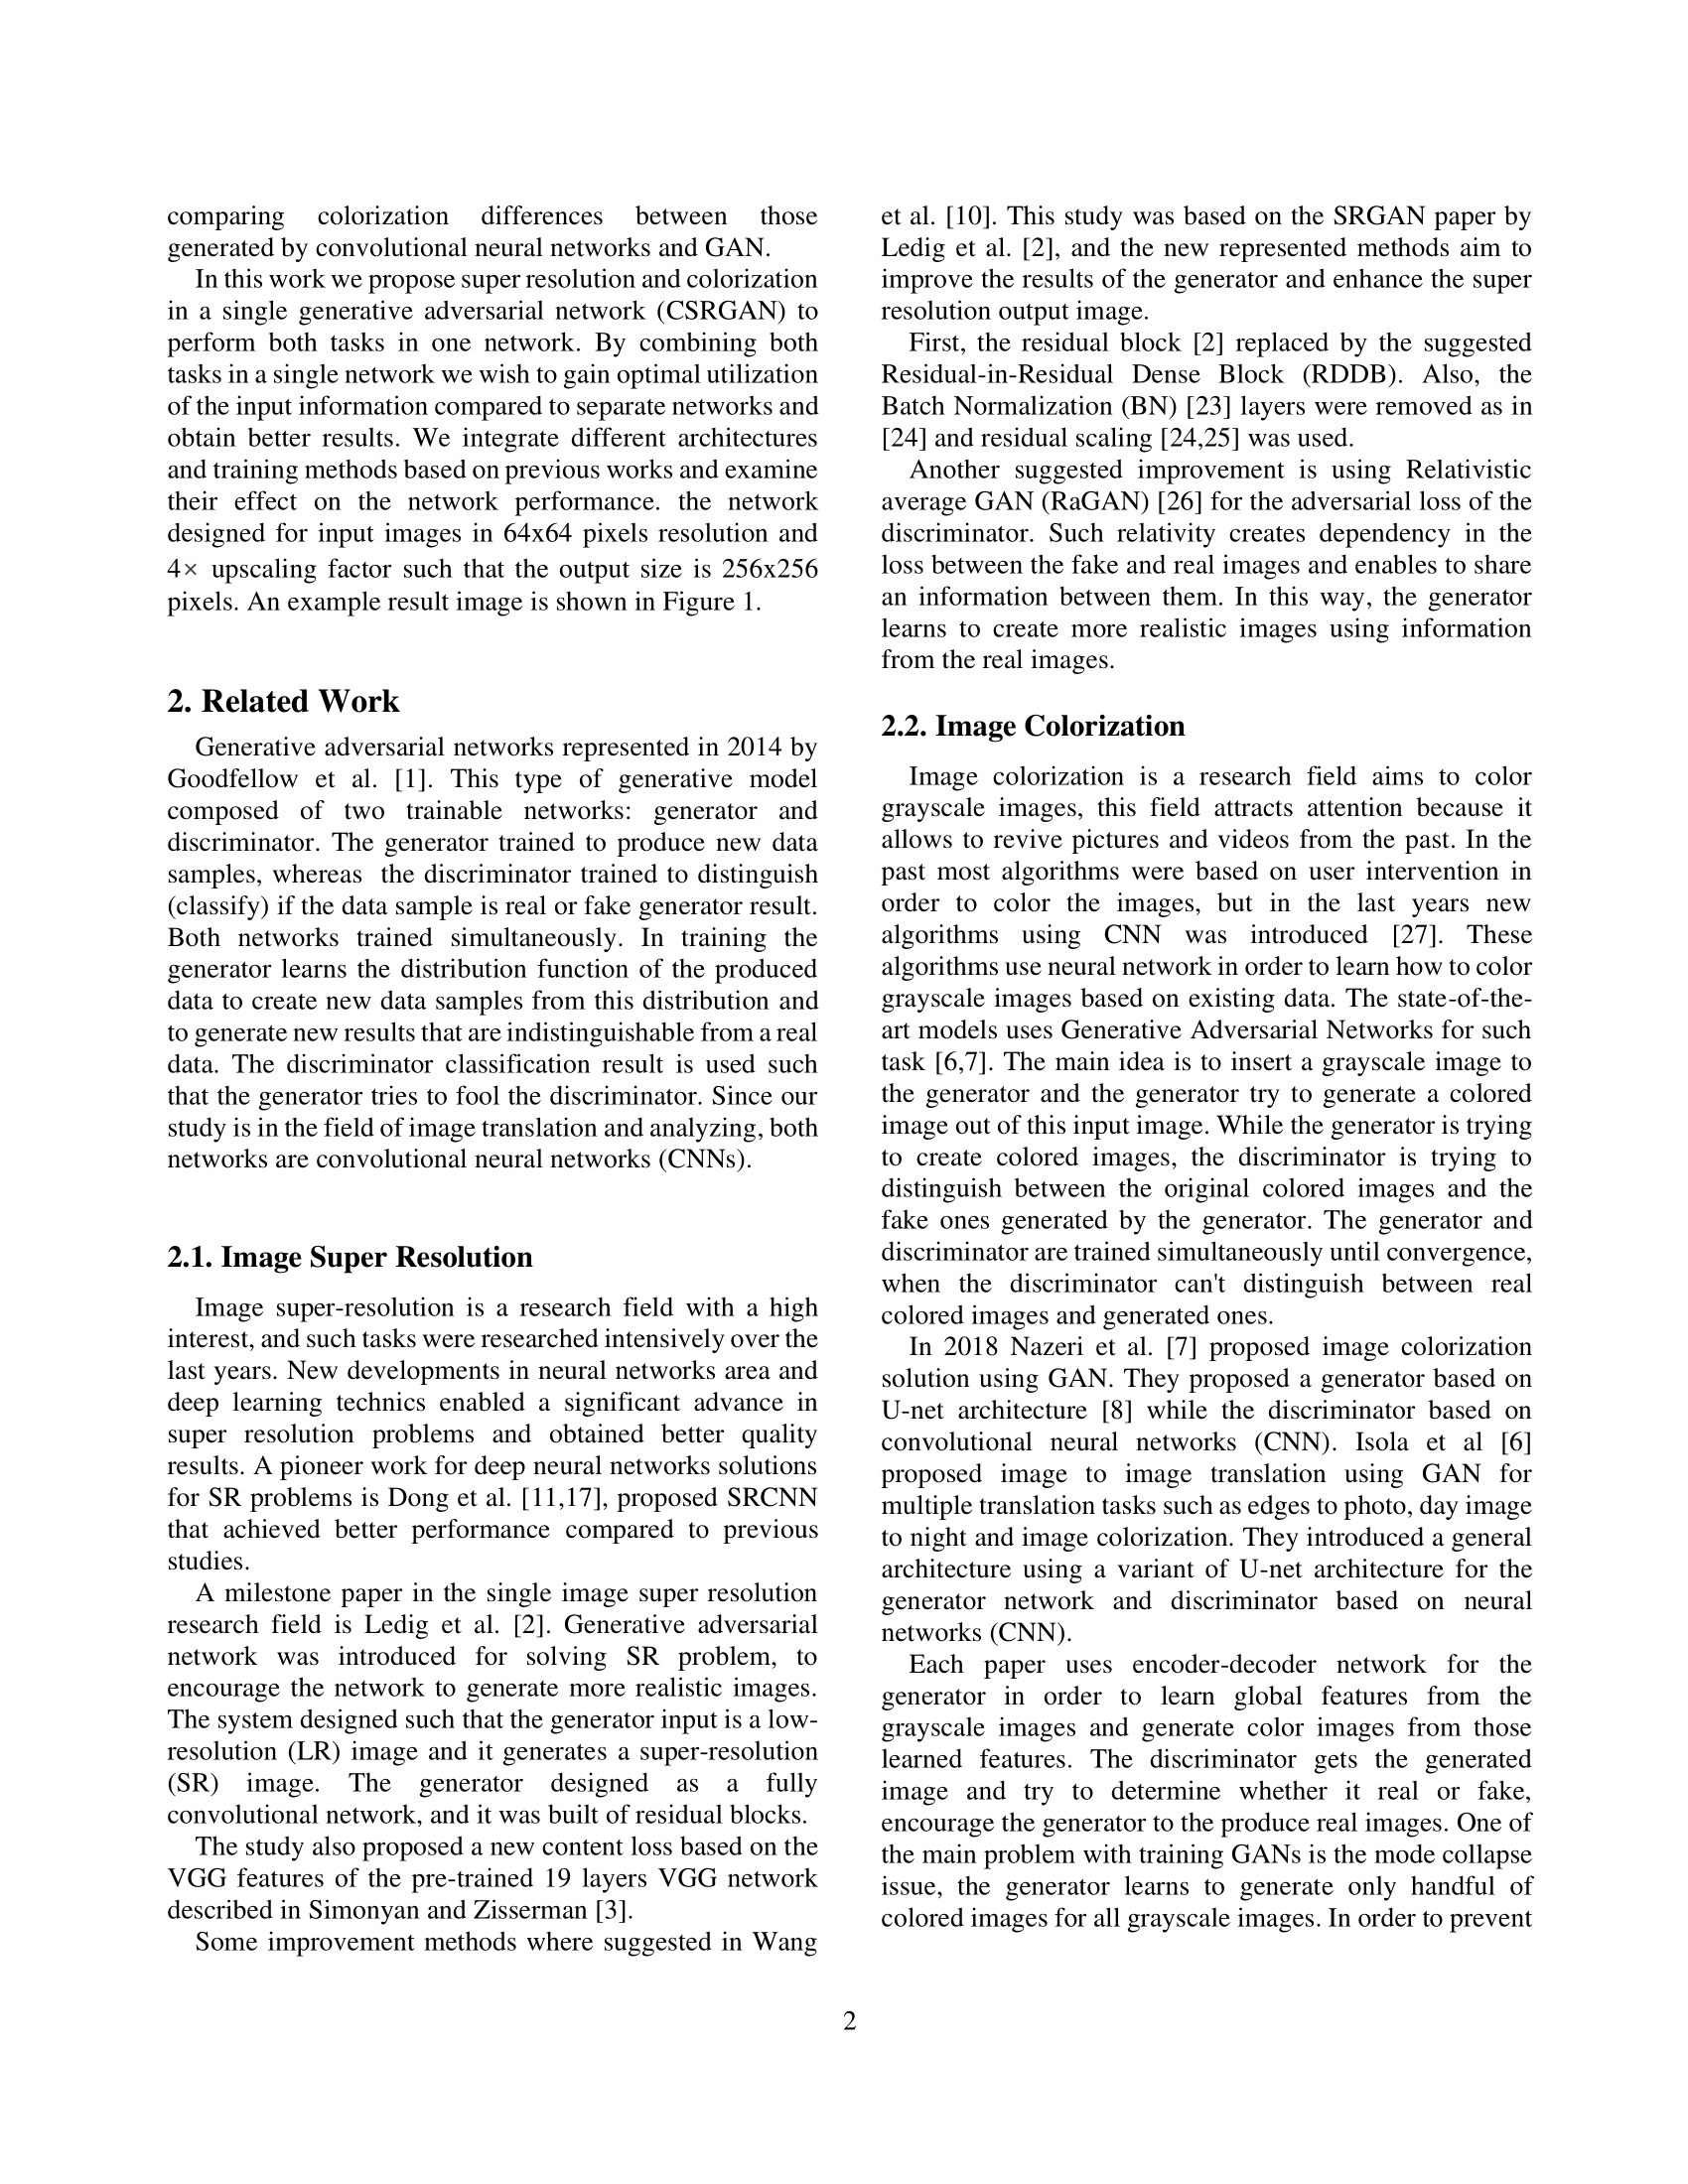 comparing colorization differences between those
generated by convolutional neural networks and GAN.
In this work we propose super resolution and colorization
in a single generative adversarial network (CSRGAN) to
perform both tasks in one network. By combining both
tasks in a single network we wish to gain optimal utilization
of the input information compared to separate networks and
obtain better results. We integrate different architectures
and training methods based on previous works and examine
their effect on the network performance. the network
designed for input images in 64x64 pixels resolution and
4× upscaling factor such that the output size is 256x256
pixels. An example result image is shown in Figure 1.
2. Related Work
Generative adversarial networks represented in 2014 by
Goodfellow et al. [1]. This type of generative model
composed of two trainable networks: generator and
discriminator. The generator trained to produce new data
samples, whereas the discriminator trained to distinguish
(classify) if the data sample is real or fake generator result.
Both networks trained simultaneously. In training the
generator learns the distribution function of the produced
data to create new data samples from this distribution and
to generate new results that are indistinguishable from a real
data. The discriminator classification result is used such
that the generator tries to fool the discriminator. Since our
study is in the field of image translation and analyzing, both
networks are convolutional neural networks (CNNs).
2.1. Image Super Resolution
Image super-resolution is a research field with a high
interest, and such tasks were researched intensively over the
last years. New developments in neural networks area and
deep learning technics enabled a significant advance in
super resolution problems and obtained better quality
results. A pioneer work for deep neural networks solutions
for SR problems is Dong et al. [11,17], proposed SRCNN
that achieved better performance compared to previous
studies.
A milestone paper in the single image super resolution
research field is Ledig et al. [2]. Generative adversarial
network was introduced for solving SR problem, to
encourage the network to generate more realistic images.
The system designed such that the generator input is a low-
resolution (LR) image and it generates a super-resolution
(SR) image. The generator designed as a fully
convolutional network, and it was built of residual blocks.
The study also proposed a new content loss based on the
VGG features of the pre-trained 19 layers VGG network
described in Simonyan and Zisserman [3].
Some improvement methods where suggested in Wang
et al. [10]. This study was based on the SRGAN paper by
Ledig et al. [2], and the new represented methods aim to
improve the results of the generator and enhance the super
resolution output image.
First, the residual block [2] replaced by the suggested
Residual-in-Residual Dense Block (RDDB). Also, the
Batch Normalization (BN) [23] layers were removed as in
[24] and residual scaling [24,25] was used.
Another suggested improvement is using Relativistic
average GAN (RaGAN) [26] for the adversarial loss of the
discriminator. Such relativity creates dependency in the
loss between the fake and real images and enables to share
an information between them. In this way, the generator
learns to create more realistic images using information
from the real images.
2.2. Image Colorization
Image colorization is a research field aims to color
grayscale images, this field attracts attention because it
allows to revive pictures and videos from the past. In the
past most algorithms were based on user intervention in
order to color the images, but in the last years new
algorithms using CNN was introduced [27]. These
algorithms use neural network in order to learn how to color
grayscale images based on existing data. The state-of-the-
art models uses Generative Adversarial Networks for such
task [6,7]. The main idea is to insert a grayscale image to
the generator and the generator try to generate a colored
image out of this input image. While the generator is trying
to create colored images, the discriminator is trying to
distinguish between the original colored images and the
fake ones generated by the generator. The generator and
discriminator are trained simultaneously until convergence,
when the discriminator can't distinguish between real
colored images and generated ones.
In 2018 Nazeri et al. [7] proposed image colorization
solution using GAN. They proposed a generator based on
U-net architecture [8] while the discriminator based on
convolutional neural networks (CNN). Isola et al [6]
proposed image to image translation using GAN for
multiple translation tasks such as edges to photo, day image
to night and image colorization. They introduced a general
architecture using a variant of U-net architecture for the
generator network and discriminator based on neural
networks (CNN).
Each paper uses encoder-decoder network for the
generator in order to learn global features from the
grayscale images and generate color images from those
learned features. The discriminator gets the generated
image and try to determine whether it real or fake,
encourage the generator to the produce real images. One of
the main problem with training GANs is the mode collapse
issue, the generator learns to generate only handful of
colored images for all grayscale images. In order to prevent
2